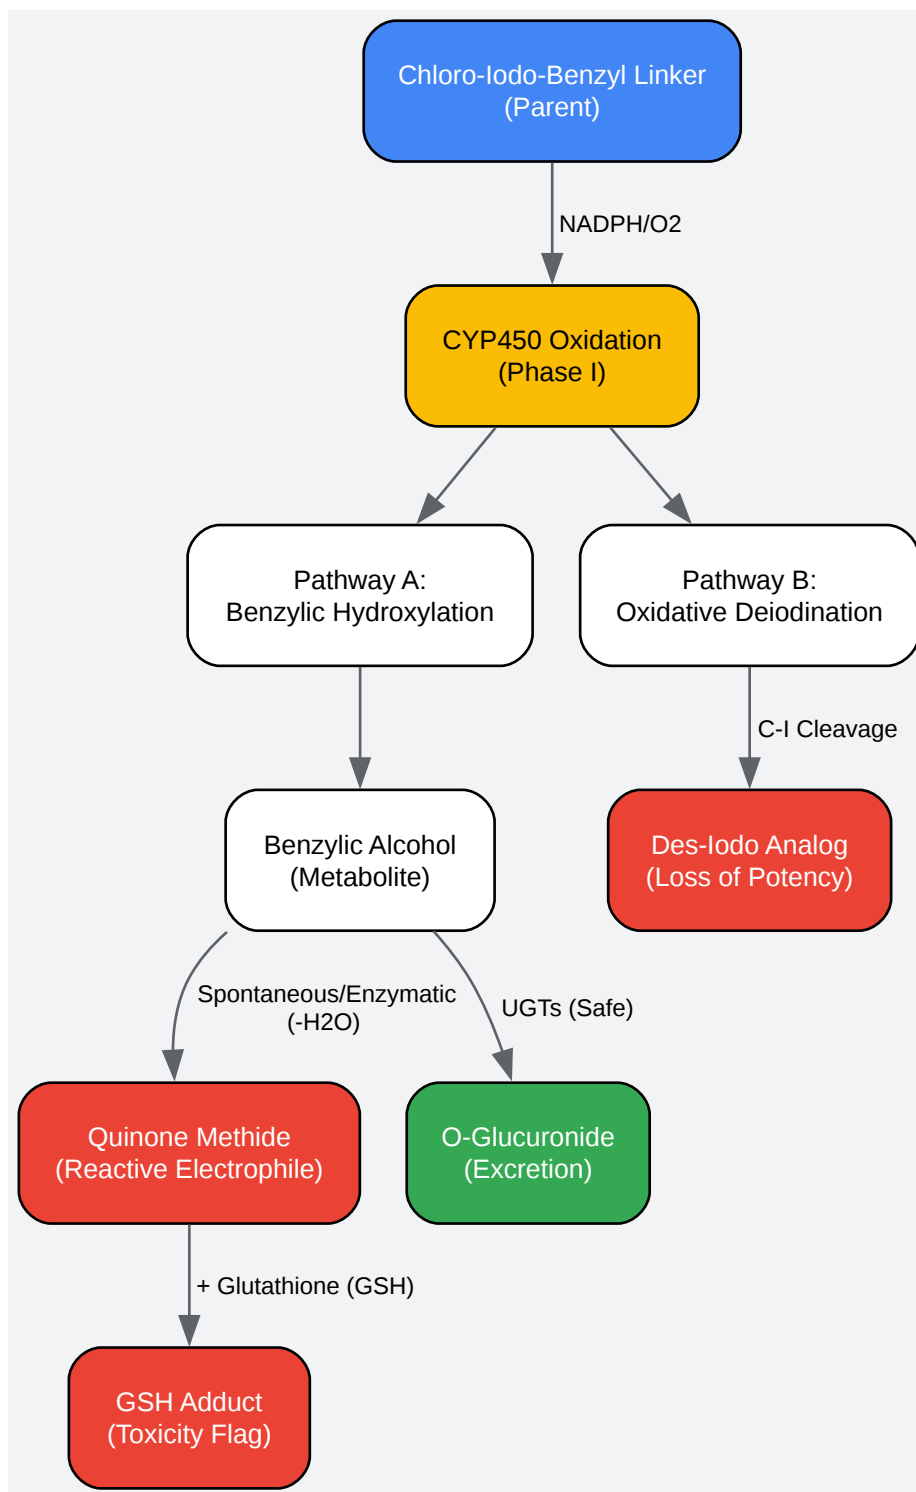 Chloro-Iodo-Benzyl Linker
(Parent)
NADPH/O2
CYP450 Oxidation
(Phase I)
Pathway A:
Benzylic Hydroxylation
Pathway B:
Oxidative Deiodination
C-I Cleavage
Benzylic Alcohol
(Metabolite)
Des-Iodo Analog
(Loss of Potency)
Spontaneous/Enzymatic
(-H2O)
UGTs (Safe)
Quinone Methide
(Reactive Electrophile)
O-Glucuronide
(Excretion)
+ Glutathione (GSH)
GSH Adduct
(Toxicity Flag)